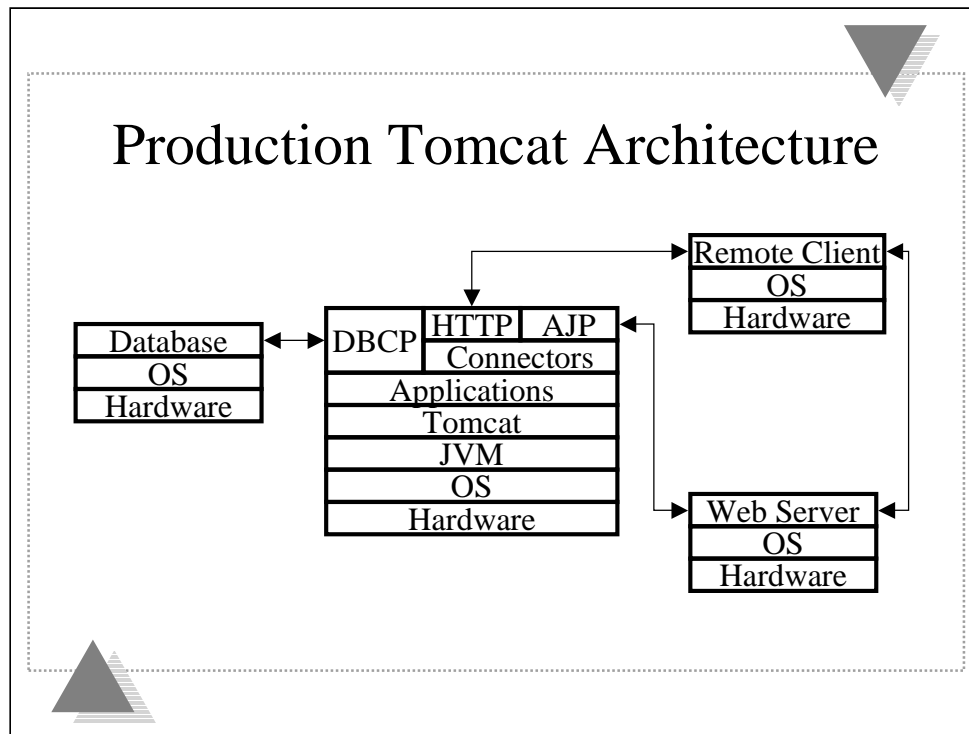 Production Tomcat Architecture
Database
OS
Hardware
DBCP
HTTP
AJP
Connectors
Applications
Tomcat
JVM
OS
Hardware
Remote Client
OS
Hardware
Web Server
OS
Hardware